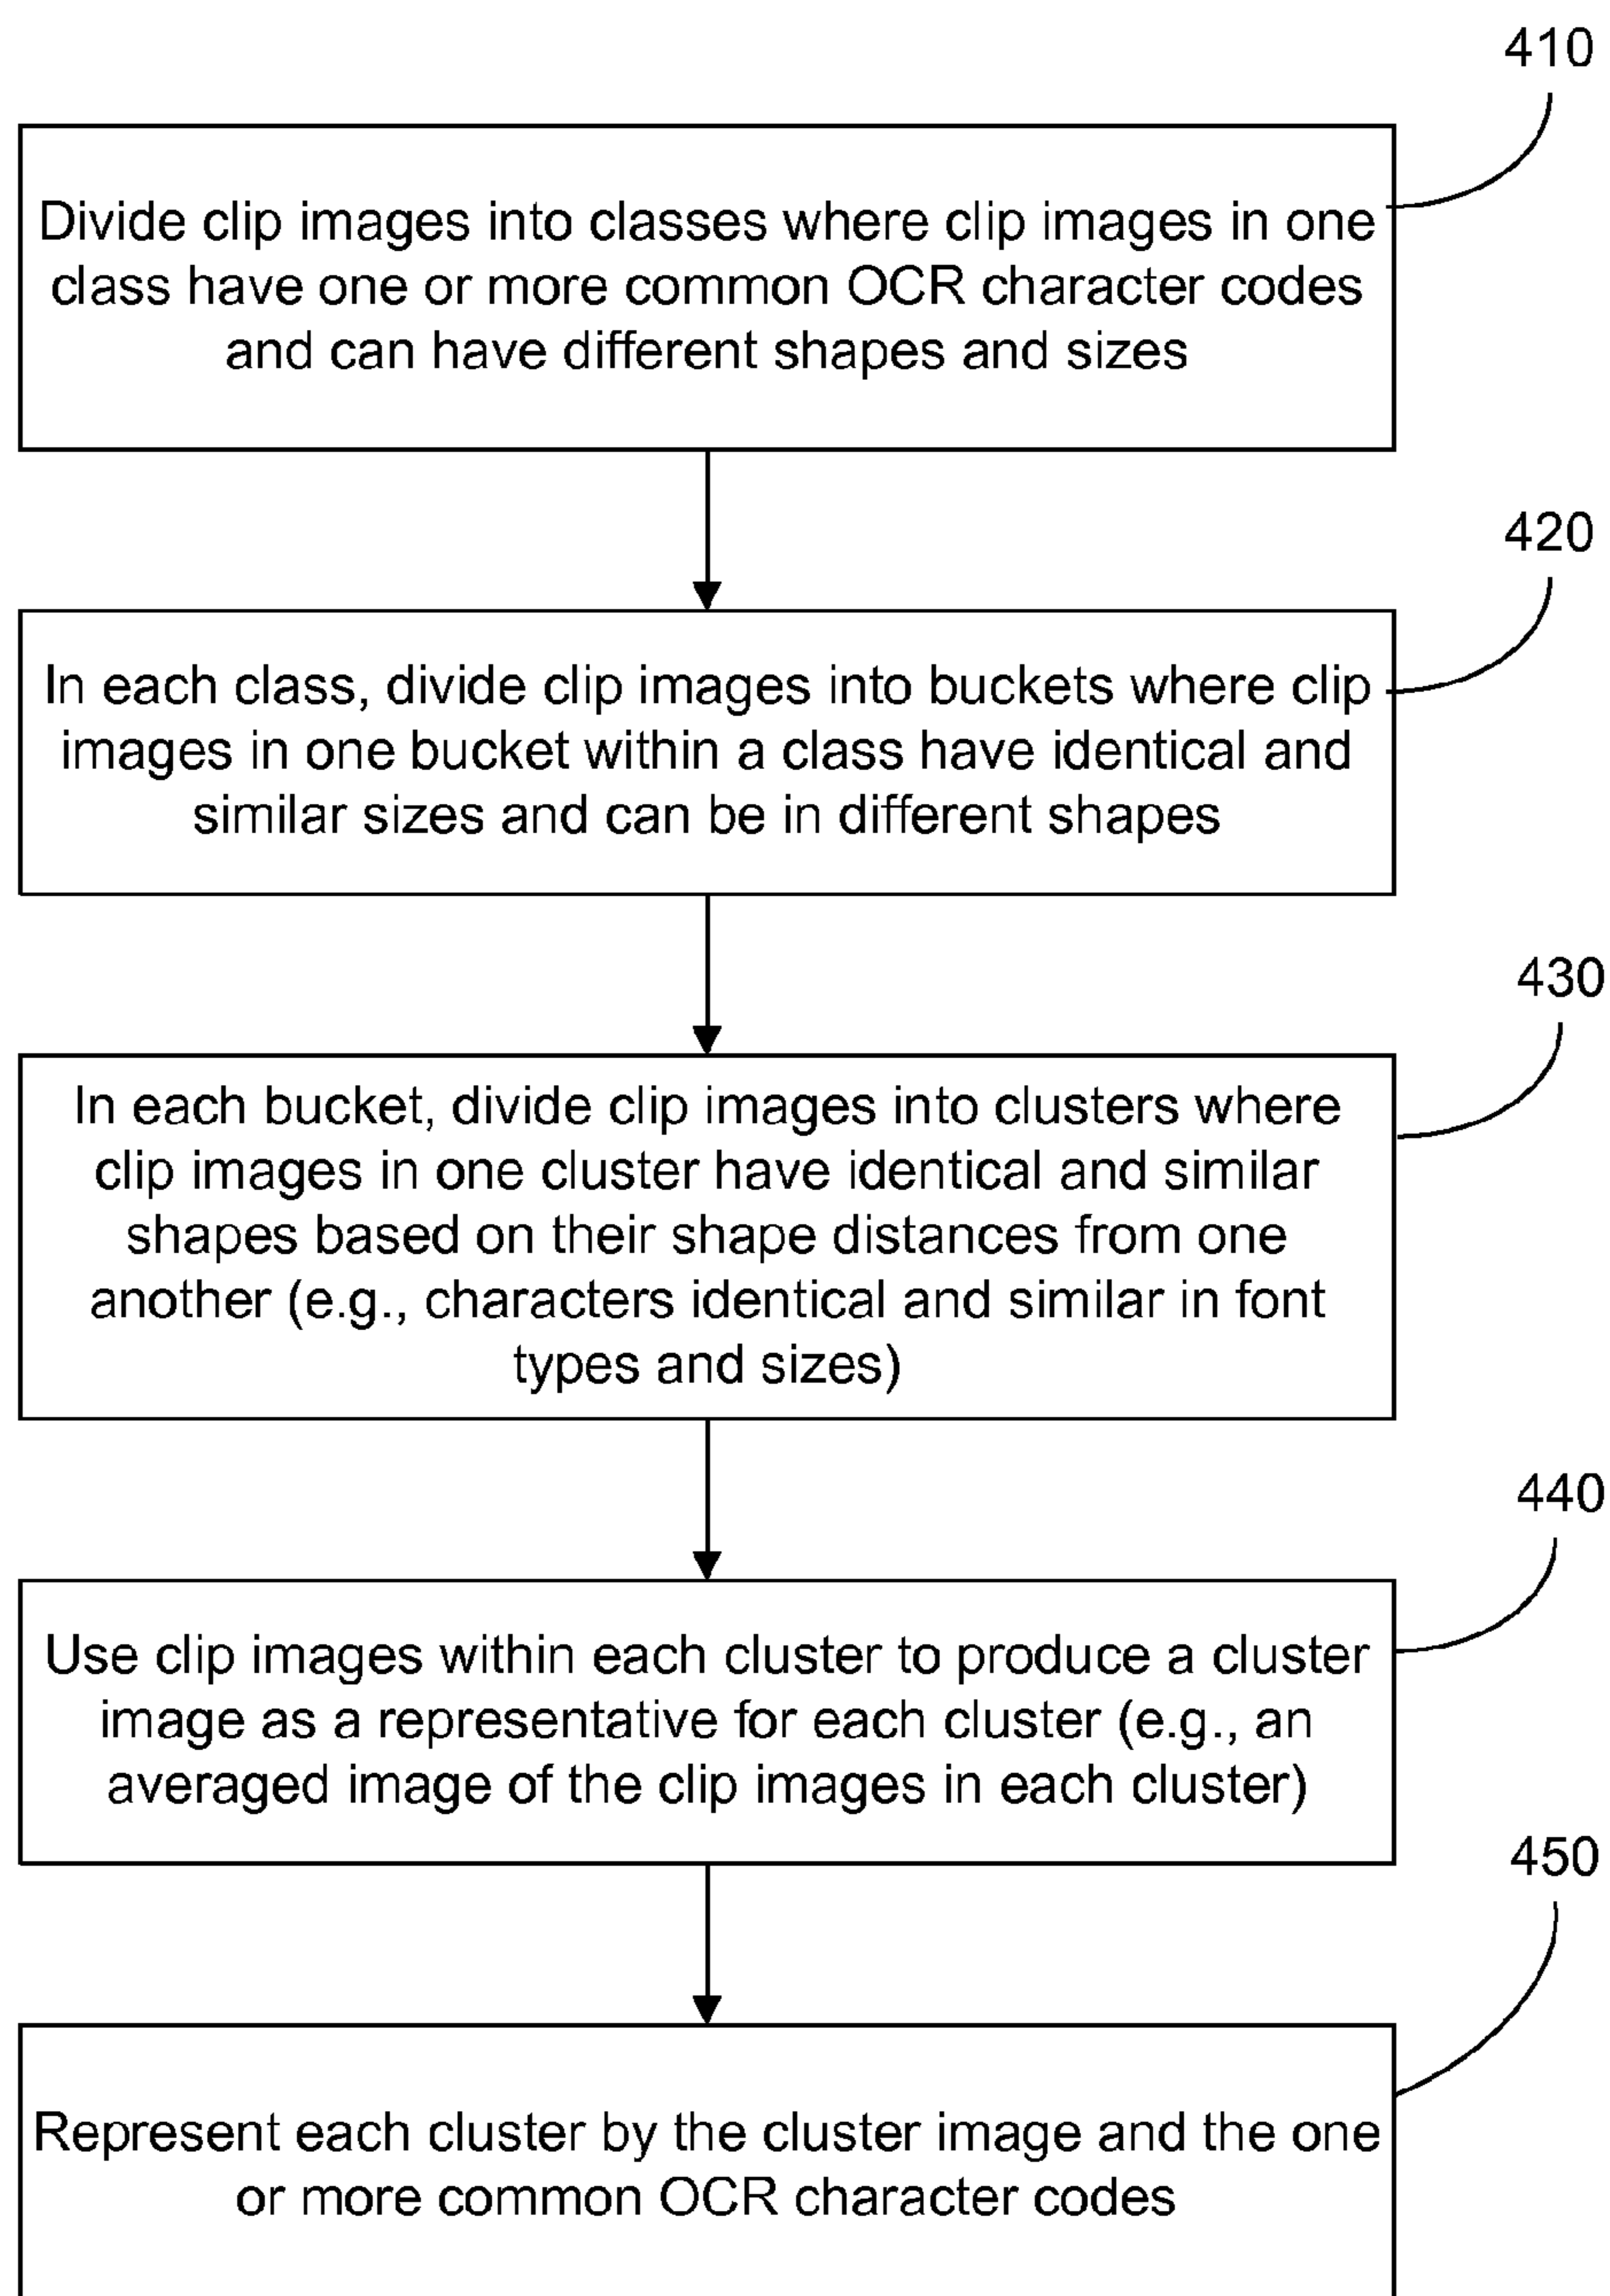 410
Divide clip images into classes where clip images in one
class have one or more common OCR character codes
and can have different shapes and sizes
420
In each class, divide clip images into buckets where clip
images in one bucket within a class have identical and
similar sizes and can be in different shapes
430
In each bucket, divide clip images into clusters where
clip images in one cluster have identical and similar
shapes based on their shape distances from one
another (e.g., characters identical and similar in font
types and sizes)
440
Use clip images within each cluster to produce a cluster
image as a representative for each cluster (e.g., an
averaged image of the clip images in each cluster)
450
Represent each cluster by the cluster image and the one
or more common OCR character codes